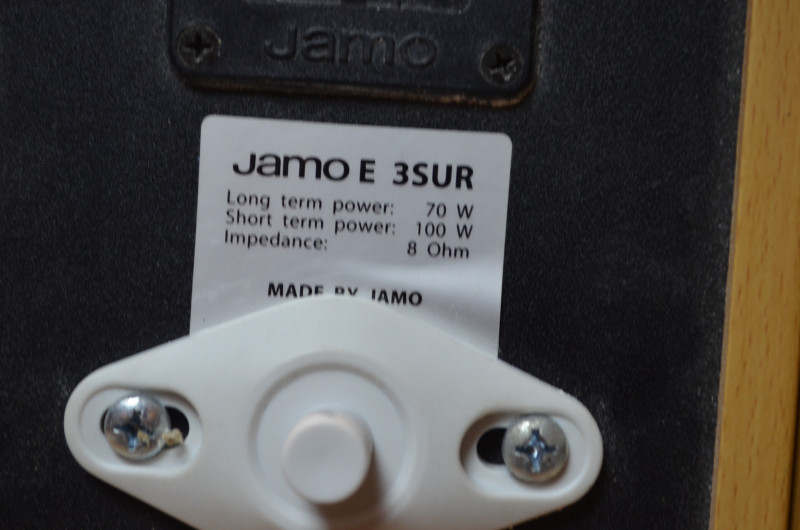 Jamo
Jamo E 3SUR
Long term power: 70 W
Short term power: 100 W
Impedance: 8 Ohm
MADE BY JAMO